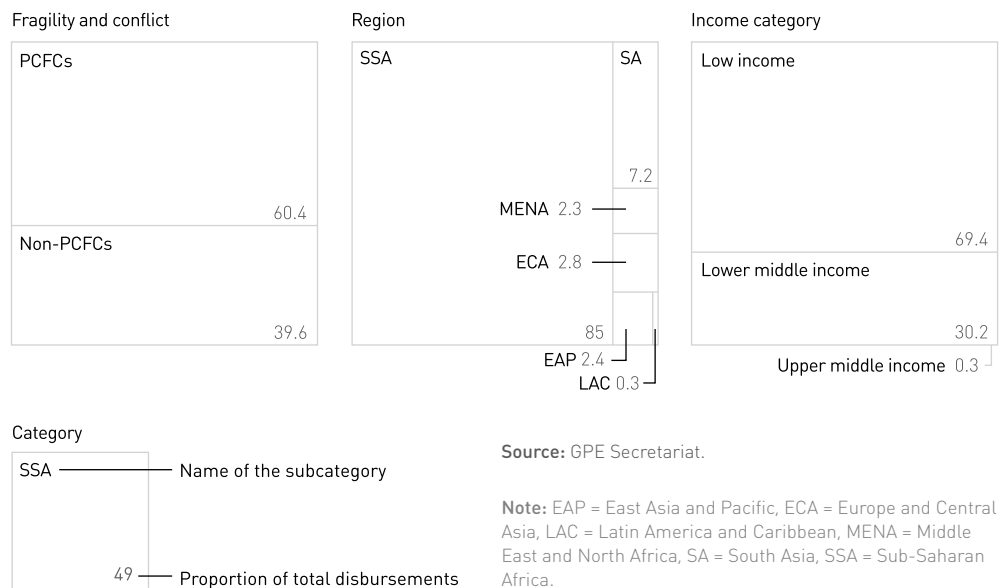 Fragility and conflict
PCFCs
60.4
Non-PCFCs
39.6
Region
SSA
85
SA
7.2
MENA 2.3
ECA 2.8
EAP 2.4
LAC 0.3
Income category
Low income
69.4
Lower middle income
30.2
Upper middle income 0.3
Category
SSA
Name of the subcategory
49
Proportion of total disbursements
Source: GPE Secretariat.
Note: EAP = East Asia and Pacific, ECA = Europe and Central
Asia, LAC = Latin America and Caribbean, MENA = Middle
East and North Africa, SA = South Asia, SSA = Sub-Saharan
Africa.